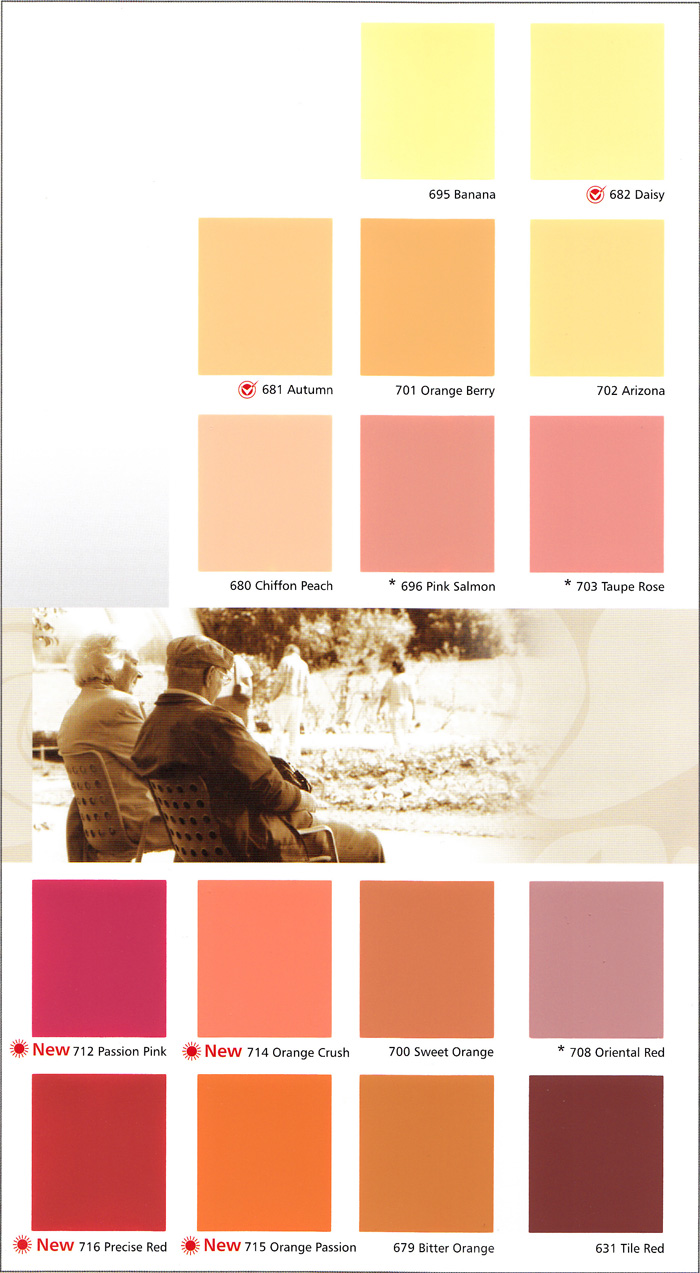 695 Banana
682 Daisy
681 Autumn
701 Orange Berry
702 Arizona
680 Chiffon Peach
* 696 Pink Salmon
* 703 Taupe Rose
New 712 Passion Pink
New 714 Orange Crush
700 Sweet Orange
* 708 Oriental Red
New 716 Precise Red
New 715 Orange Passion
679 Bitter Orange
631 Tile Red